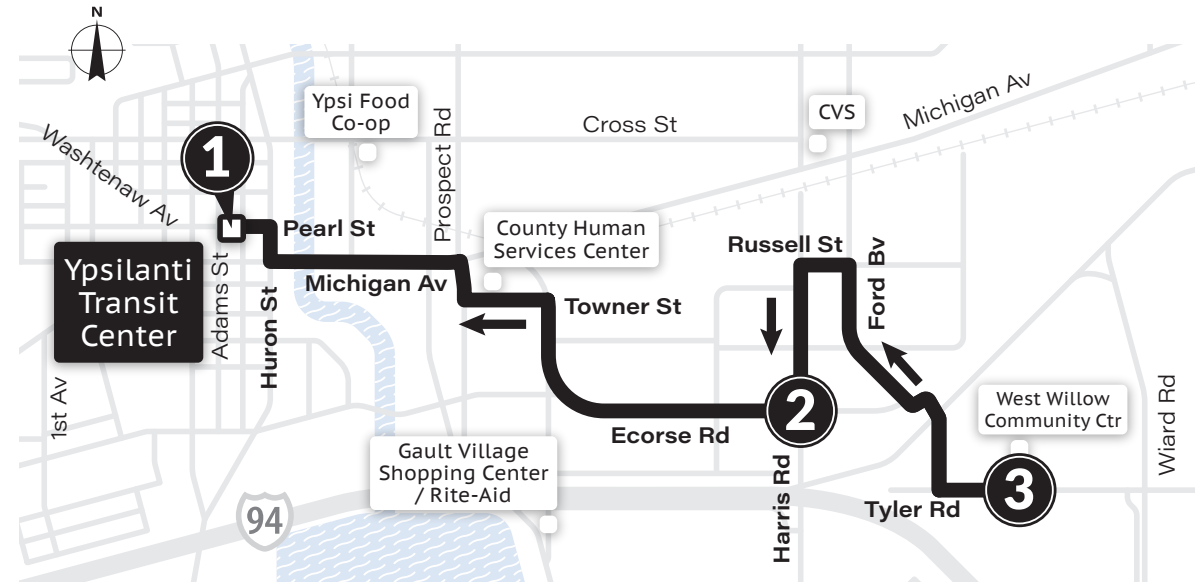 N
Ypsi Food
Co-op
Cross St
CVS
Michigan Av
Washtenaw Av
1
Prospect Rd
Pearl St
County Human
Services Center
Russell St
Ford Bv
Ypsilanti
Transit
Center
Adams St
Huron St
Michigan Av
Towner St
1st Av
2
West Willow
Community Ctr
Wiard Rd
Ecorse Rd
Gault Village
Shopping Center
/ Rite-Aid
Harris Rd
3
Tyler Rd
94